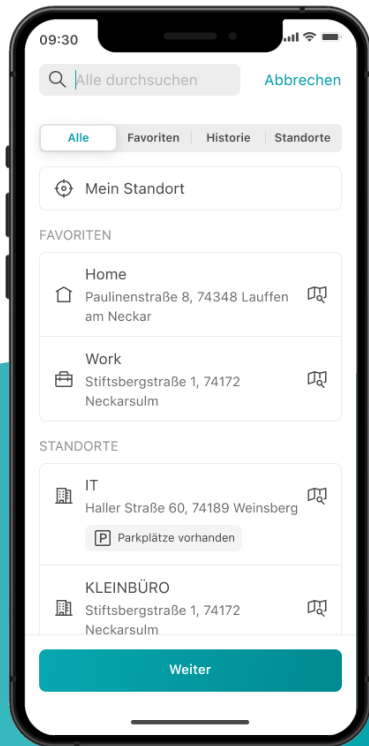 09:30
Alle durchsuchen
Abbrechen
Alle
Favoriten
Historie
Standorte
Mein Standort
FAVORITEN
Home
Paulinenstraße 8, 74348 Lauffen
am Neckar
Work
Stiftsbergstraße 1, 74172
Neckarsulm
STANDORTE
IT
Haller Straße 60, 74189 Weinsberg
P Parkplätze vorhanden
KLEINBÜRO
Stiftsbergstraße 1, 74172
Neckarsulm
Weiter